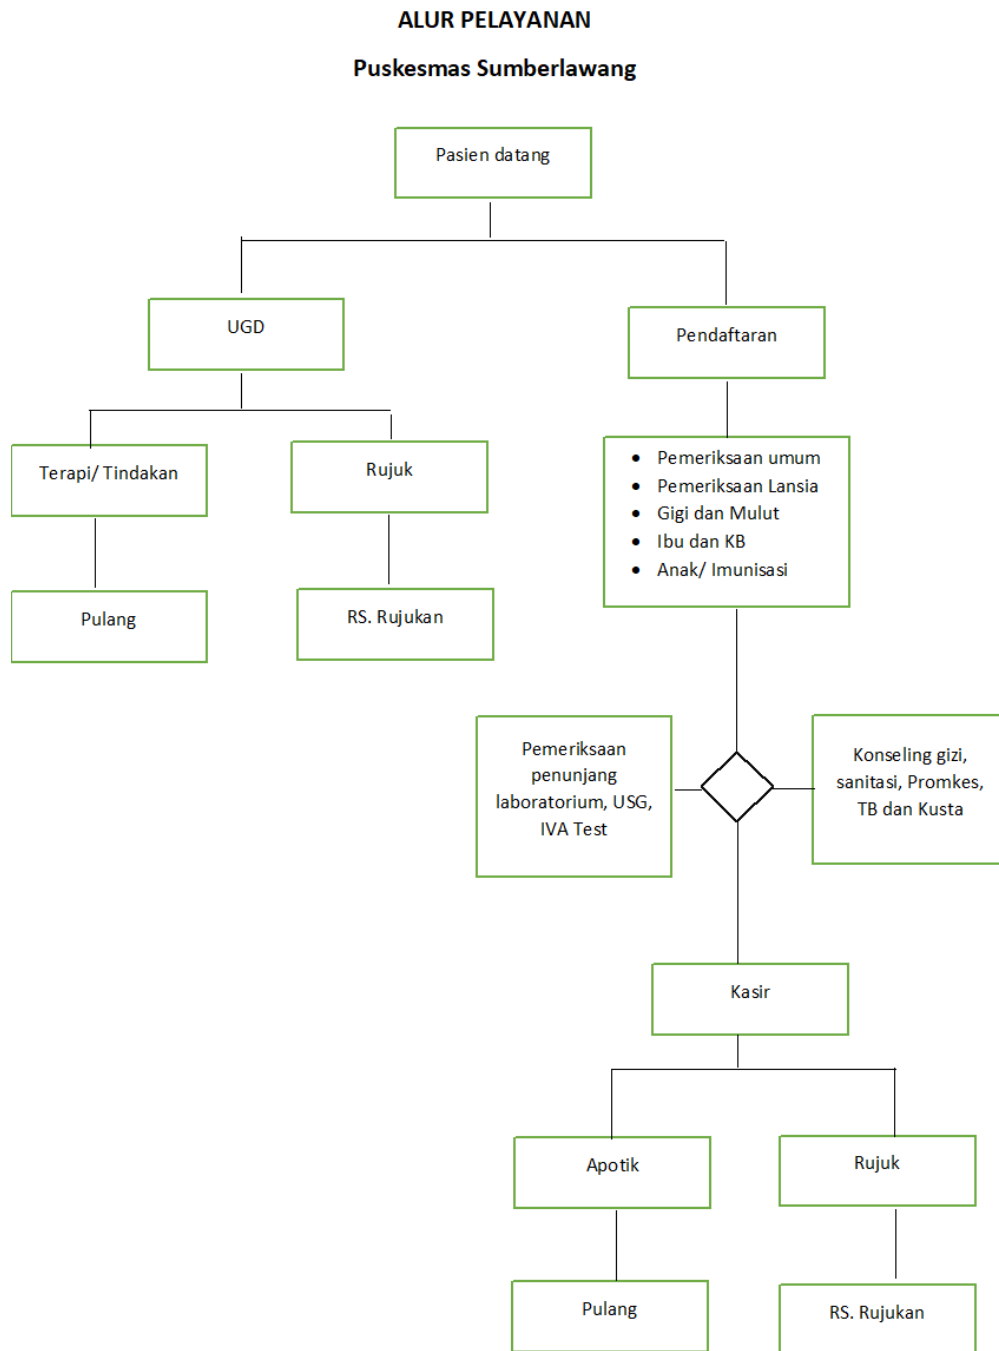 ALUR PELAYANAN
Puskesmas Sumberlawang
Pasien datang
UGD
Pendaftaran
Terapi/ Tindakan
Rujuk
• Pemeriksaan umum
• Pemeriksaan Lansia
• Gigi dan Mulut
• Ibu dan KB
• Anak/ Imunisasi
Pulang
RS. Rujukan
Pemeriksaan
penunjang
laboratorium, USG,
IVA Test
Konseling gizi,
sanitasi, Promkes,
TB dan Kusta
Kasir
Apotik
Rujuk
Pulang
RS. Rujukan